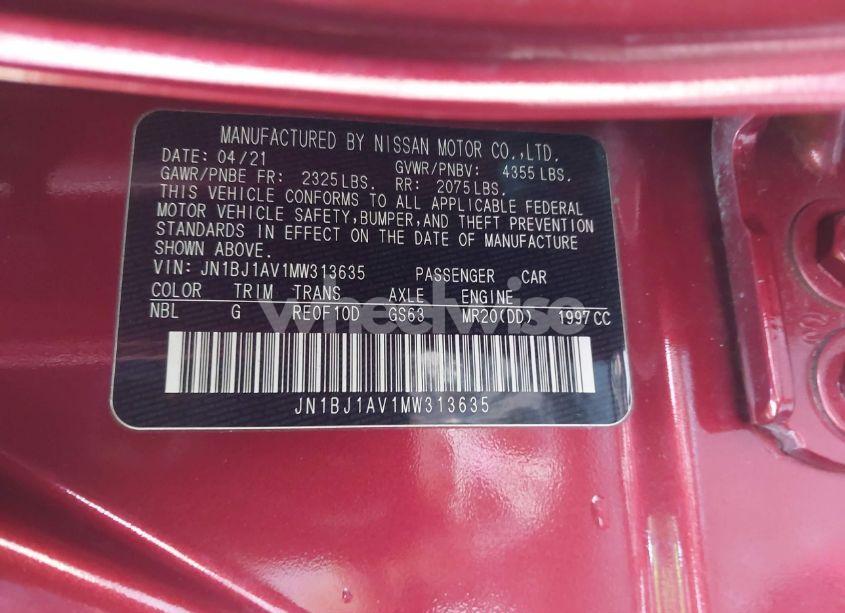 MANUFACTURED BY NISSAN MOTOR CO.,LTD.
DATE: 04/21 GVWR/PNBV: 4355 LBS.
GAWR/PNBE FR: 2325 LBS. RR: 2075 LBS.
THIS VEHICLE CONFORMS TO ALL APPLICABLE FEDERAL
MOTOR VEHICLE SAFETY,BUMPER,AND THEFT PREVENTION
STANDARDS IN EFFECT ON THE DATE OF MANUFACTURE
SHOWN ABOVE.
VIN: JN1BJ1AV1MW313635 PASSENGER CAR
COLOR TRIM TRANS AXLE ENGINE
NBL G RE0F10D GS63 MR20(DD) 1997CC
wheelwise
JN1BJ1AV1MW313635